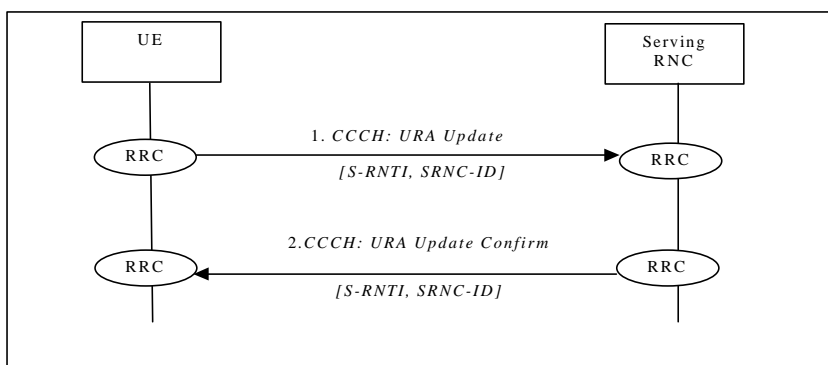 UE
Serving
RNC
1. CCCH: URA Update
RRC
RRC
[S-RNTI, SRNC-ID]
2.CCCH: URA Update Confirm
RRC
RRC
[S-RNTI, SRNC-ID]